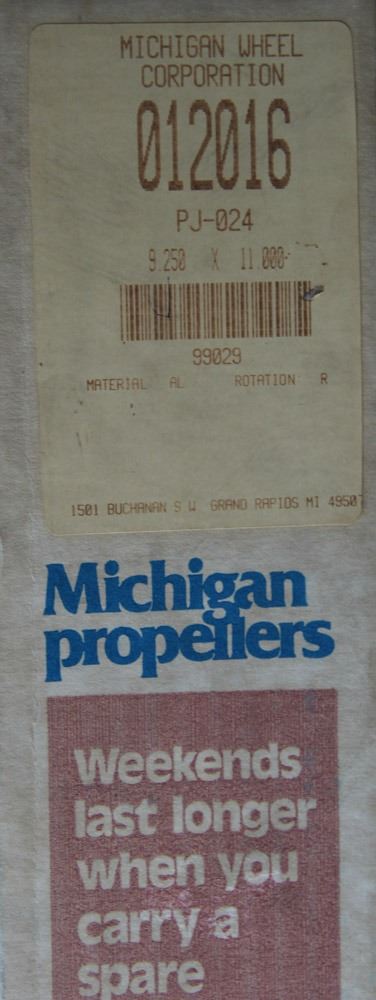 MICHIGAN WHEEL
CORPORATION
012016
PJ-024
9.250 X 11.000
99029
MATERIAL AL ROTATION R
1501 BUCHANAN S W GRAND RAPIDS MI 49507
Michigan
propellers
Weekends
last longer
when you
carry a
spare